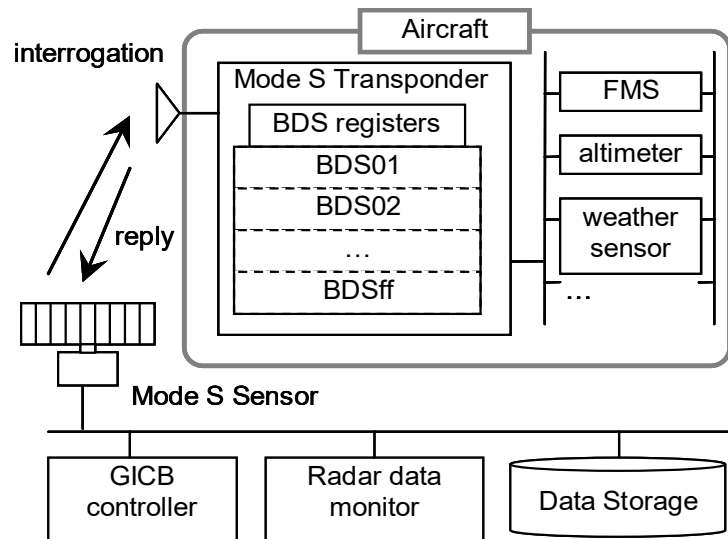 Aircraft
interrogation
Mode S Transponder
BDS registers
BDS01
BDS02
...
BDSff
FMS
altimeter
weather
sensor
...
reply
Mode S Sensor
GICB
controller
Radar data
monitor
Data Storage